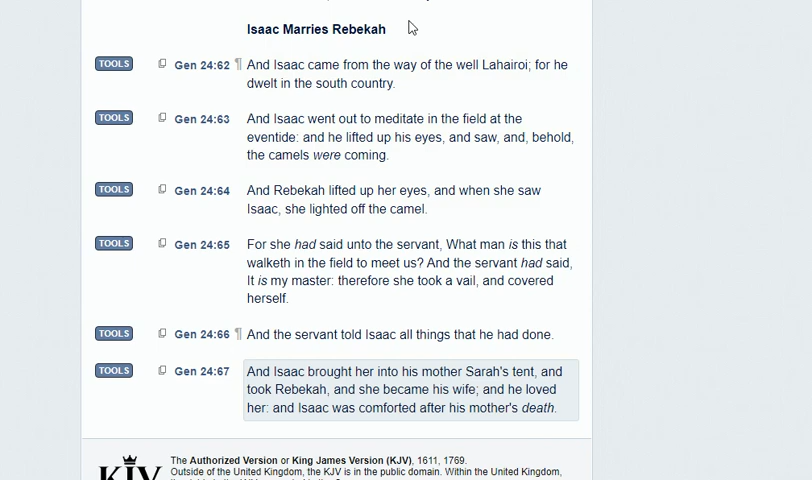 Isaac Marries Rebekah
TOOLS Gen 24:62 ¶ And Isaac came from the way of the well Lahairoi; for he
dwelt in the south country.
TOOLS Gen 24:63 And Isaac went out to meditate in the field at the
eventide: and he lifted up his eyes, and saw, and, behold,
the camels were coming.
TOOLS Gen 24:64 And Rebekah lifted up her eyes, and when she saw
Isaac, she lighted off the camel.
TOOLS Gen 24:65 For she had said unto the servant, What man is this that
walketh in the field to meet us? And the servant had said,
It is my master: therefore she took a vail, and covered
herself.
TOOLS Gen 24:66 ¶ And the servant told Isaac all things that he had done.
TOOLS Gen 24:67 And Isaac brought her into his mother Sarah's tent, and
took Rebekah, and she became his wife; and he loved
her: and Isaac was comforted after his mother's death.
KJV
The Authorized Version or King James Version (KJV), 1611, 1769.
Outside of the United Kingdom, the KJV is in the public domain. Within the United Kingdom,